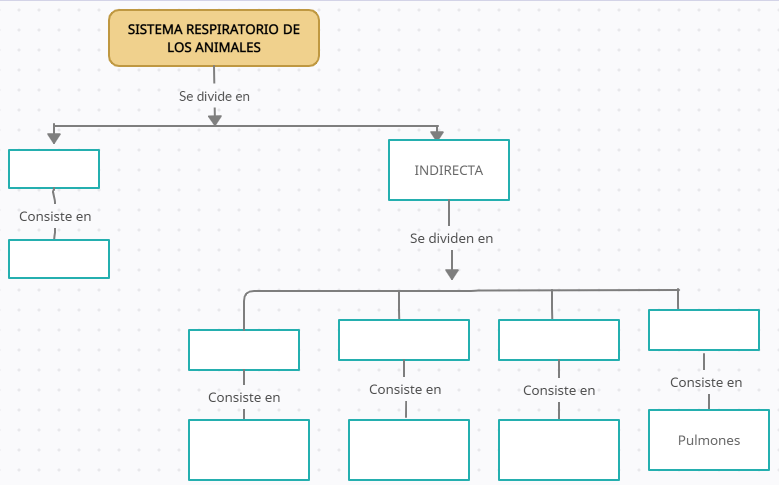 SISTEMA RESPIRATORIO DE
LOS ANIMALES
Se divide en
INDIRECTA
Consiste en
Se dividen en
Consiste en
Consiste en
Consiste en
Consiste en
Pulmones